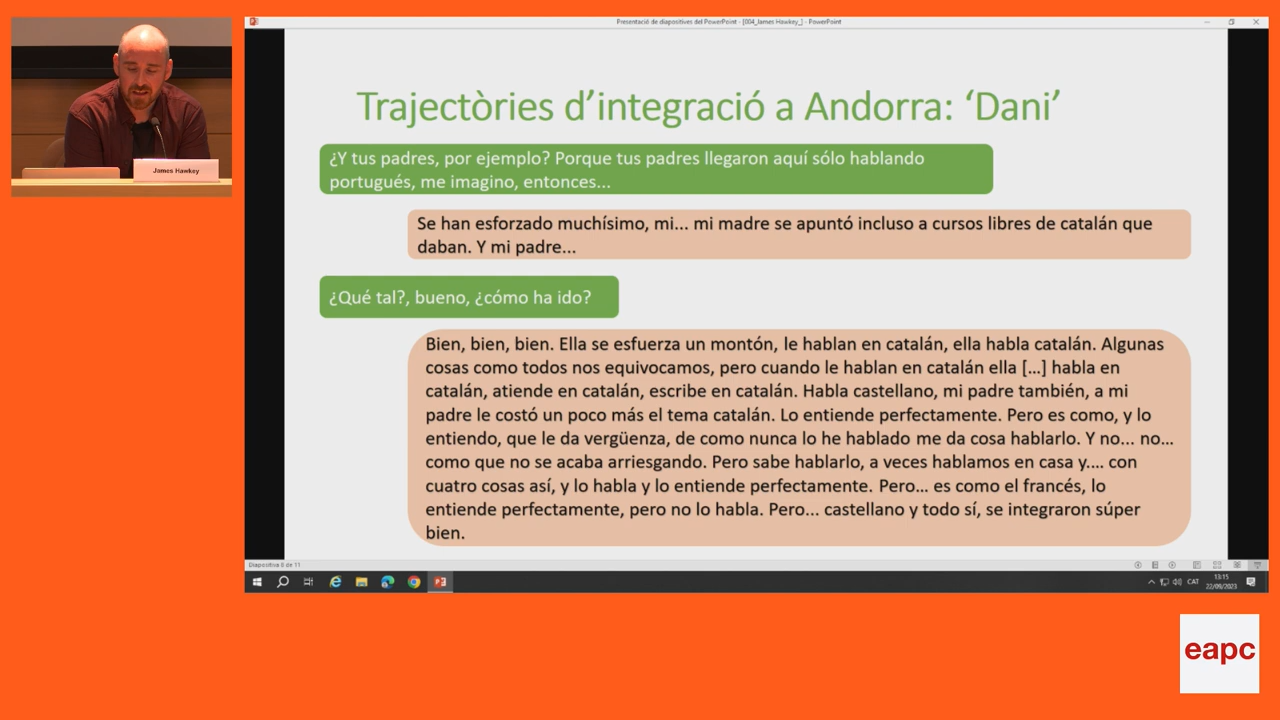 Presentació de diapositives del PowerPoint - [004_James Hawkey_] - PowerPoint
James Hawkey
Trajectòries d'integració a Andorra: 'Dani'
¿Y tus padres, por ejemplo? Porque tus padres llegaron aquí sólo hablando
portugués, me imagino, entonces...
Se han esforzado muchísimo, mi... mi madre se apuntó incluso a cursos libres de catalán que
daban. Y mi padre...
¿Qué tal?, bueno, ¿cómo ha ido?
Bien, bien, bien. Ella se esfuerza un montón, le hablan en catalán, ella habla catalán. Algunas
cosas como todos nos equivocamos, pero cuando le hablan en catalán ella [...] habla en
catalán, atiende en catalán, escribe en catalán. Habla castellano, mi padre también, a mi
padre le costó un poco más el tema catalán. Lo entiende perfectamente. Pero es como, y lo
entiendo, que le da vergüenza, de como nunca lo he hablado me da cosa hablarlo. Y no... no...
como que no se acaba arriesgando. Pero sabe hablarlo, a veces hablamos en casa y.... con
cuatro cosas así, y lo habla y lo entiende perfectamente. Pero... es como el francés, lo
entiende perfectamente, pero no lo habla. Pero... castellano y todo sí, se integraron súper
bien.
Diapositiva 8 de 11
CAT
13:15
22/09/2023
eapc